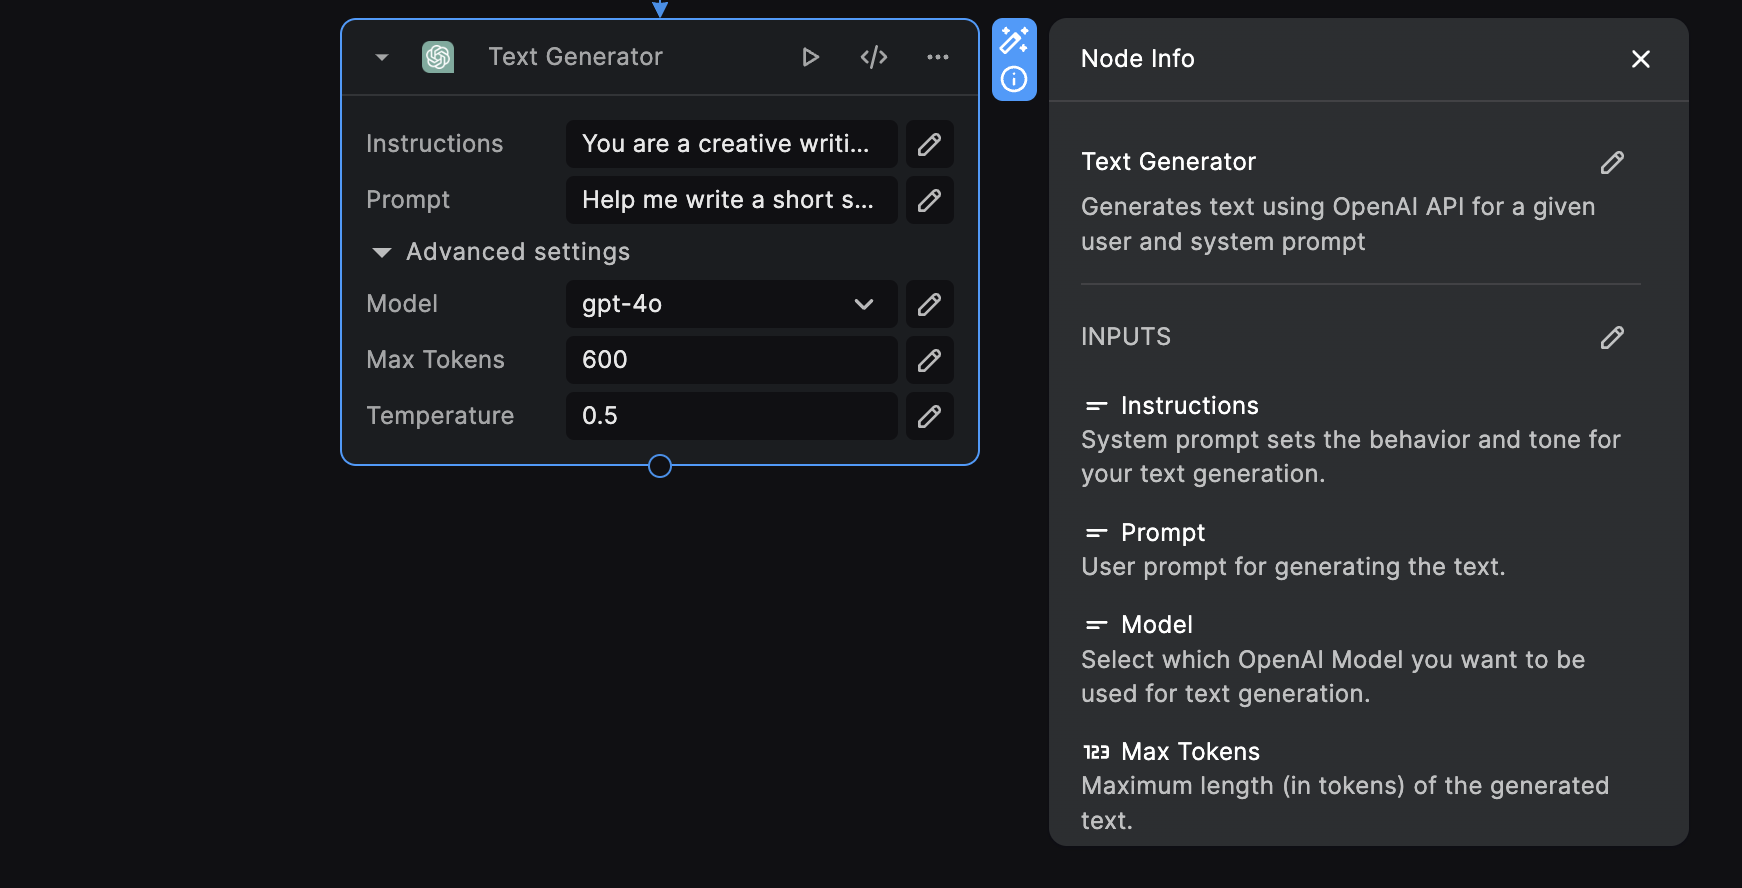 Text Generator
Instructions
You are a creative writi...
Prompt
Help me write a short s...
Advanced settings
Model
gpt-4o
Max Tokens
600
Temperature
0.5
Node Info
Text Generator
Generates text using OpenAI API for a given
user and system prompt
INPUTS
Instructions
System prompt sets the behavior and tone for
your text generation.
Prompt
User prompt for generating the text.
Model
Select which OpenAI Model you want to be
used for text generation.
123 Max Tokens
Maximum length (in tokens) of the generated
text.